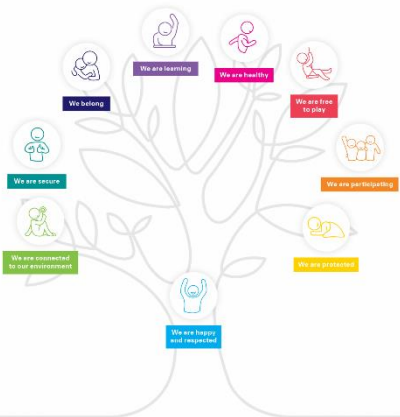 We are learning
We are healthy
We belong
We are free
to play
We are secure
We are participating
We are connected
to our environment
We are protected
We are happy
and respected